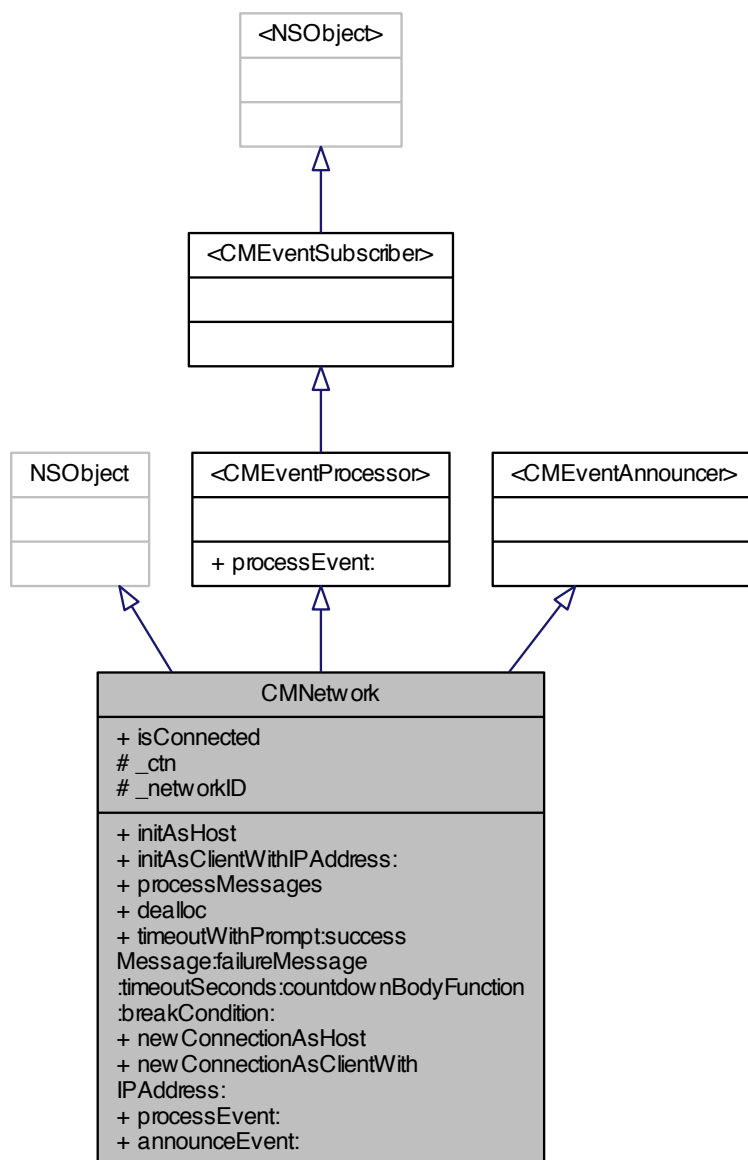 <NSObject>
<CMEventSubscriber>
NSObject
<CMEventProcessor>
+ processEvent:
<CMEventAnnouncer>
CMNetwork
+ isConnected
# _ctn
# _networkID
+ initAsHost
+ initAsClientWithIPAddress:
+ processMessages
+ dealloc
+ timeoutWithPrompt:success
Message:failureMessage
:timeoutSeconds:countdownBodyFunction
:breakCondition:
+ newConnectionAsHost
+ newConnectionAsClientWith
IPAddress:
+ processEvent:
+ announceEvent: